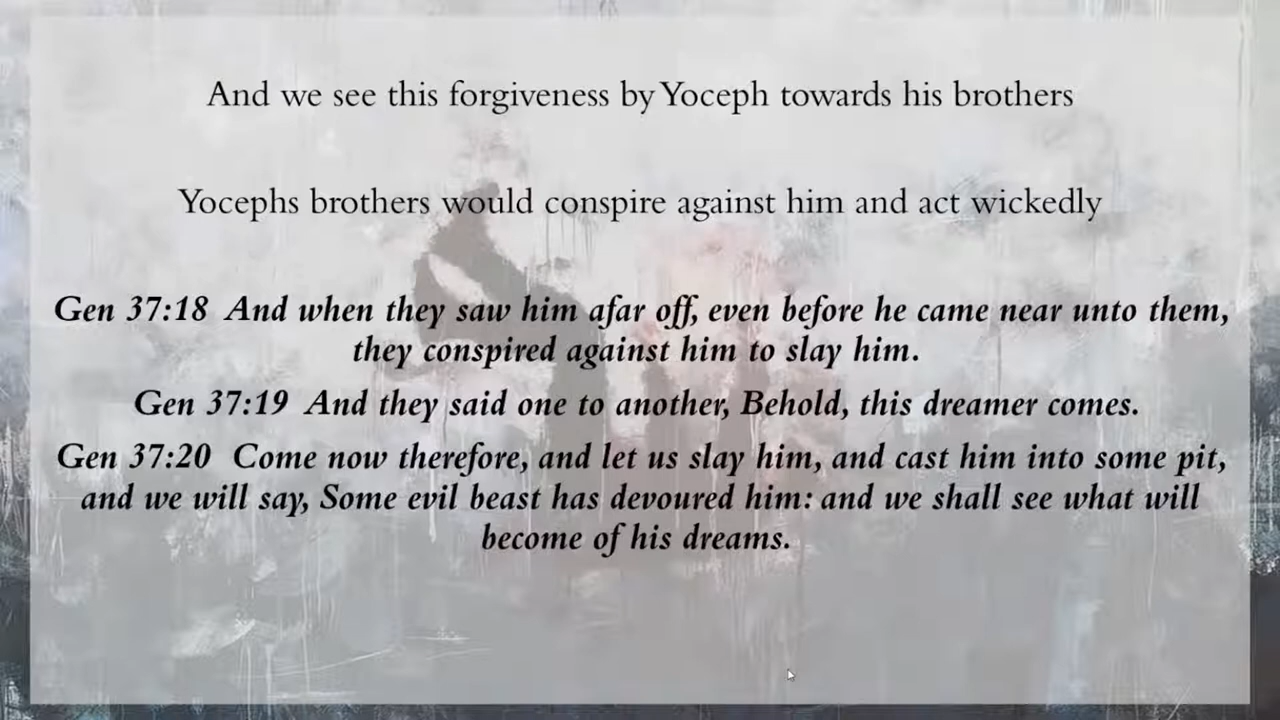 And we see this forgiveness by Yoceph towards his brothers
Yocephs brothers would conspire against him and act wickedly
Gen 37:18 And when they saw him afar off, even before he came near unto them,
they conspired against him to slay him.
Gen 37:19 And they said one to another, Behold, this dreamer comes.
Gen 37:20 Come now therefore, and let us slay him, and cast him into some pit,
and we will say, Some evil beast has devoured him: and we shall see what will
become of his dreams.